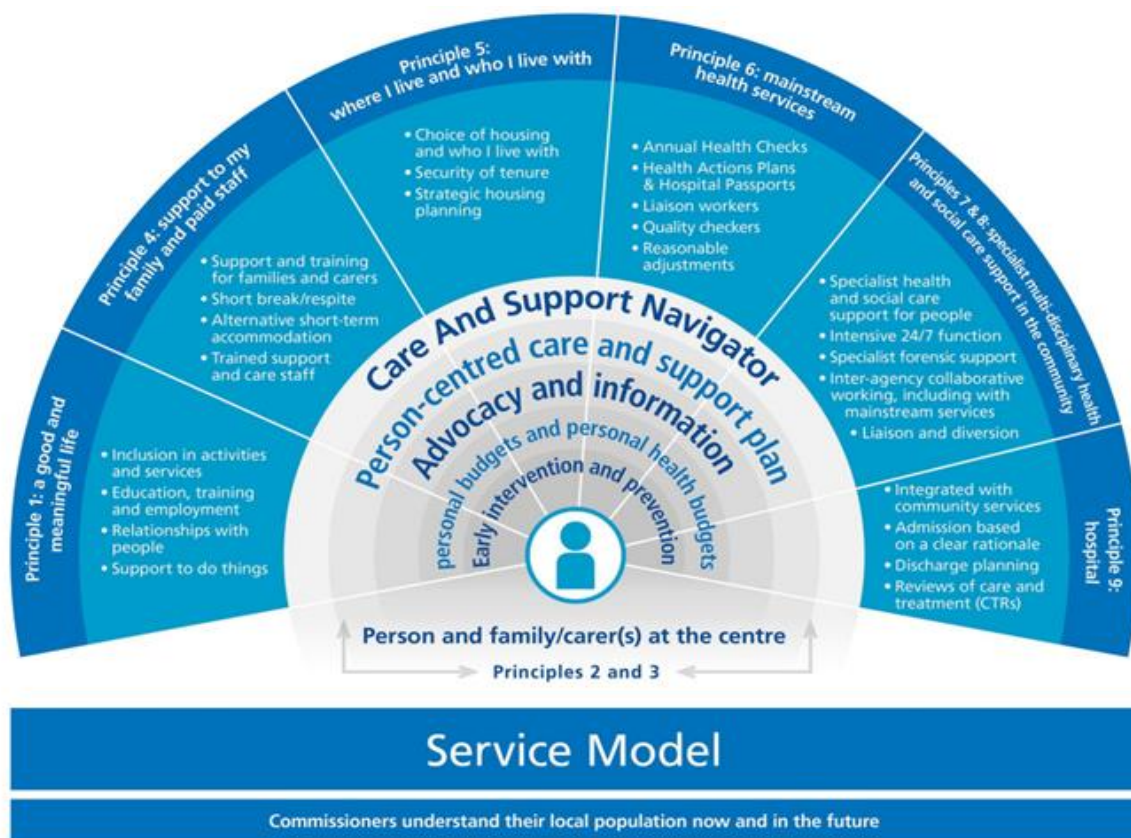 Principle 1: a good and
meaningful life
• Inclusion in activities
and services
• Education, training
and employment
• Relationships with
people
• Support to do things
Principle 4: support to my
family and paid staff
• Support and training
for families and carers
• Short break/respite
• Alternative short-term
accommodation
• Trained support
and care staff
Principle 5:
where I live and who I live with
• Choice of housing
and who I live with
• Security of tenure
• Strategic housing
planning
Principle 6: mainstream
health services
• Annual Health Checks
• Health Actions Plans
& Hospital Passports
• Liaison workers
• Quality checkers
• Reasonable
adjustments
Principles 7 & 8: specialist multi-disciplinary health
and social care support in the community
• Specialist health
and social care
support for people
• Intensive 24/7 function
• Specialist forensic support
• Inter-agency collaborative
working, including with
mainstream services
• Liaison and diversion
Principle 9:
hospital
• Integrated with
community services
• Admission based
on a clear rationale
• Discharge planning
• Reviews of care and
treatment (CTRs)
Care And Support Navigator
Person-centred care and support plan
Advocacy and information
personal budgets and personal health budgets
Early intervention and prevention
Person and family/carer(s) at the centre
Principles 2 and 3
Service Model
Commissioners understand their local population now and in the future